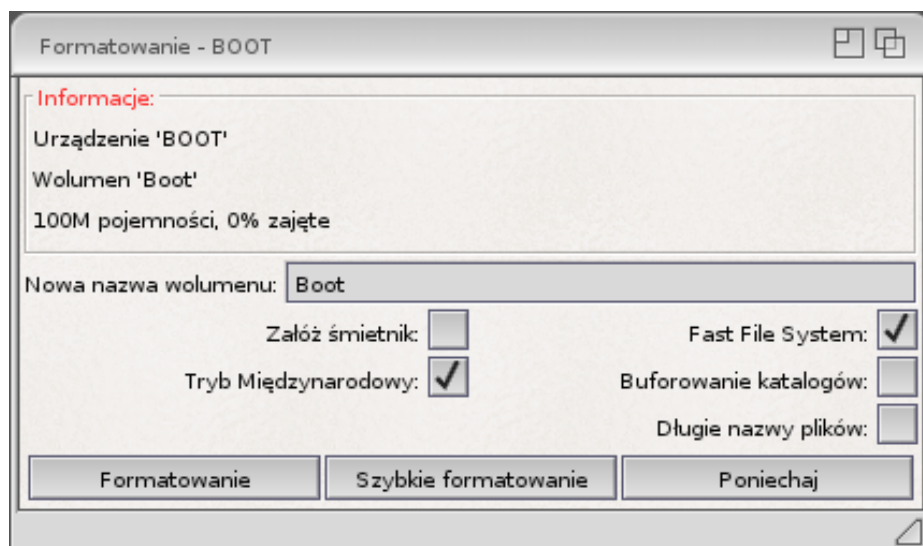 Formatowanie - BOOT
Informacje:
Urządzenie 'BOOT'
Wolumen 'Boot'
100M pojemności, 0% zajęte
Nowa nazwa wolumenu: Boot
Załóż śmietnik: Fast File System:
Tryb Międzynarodowy: Buforowanie katalogów:
Długie nazwy plików:
Formatowanie Szybkie formatowanie Poniechaj